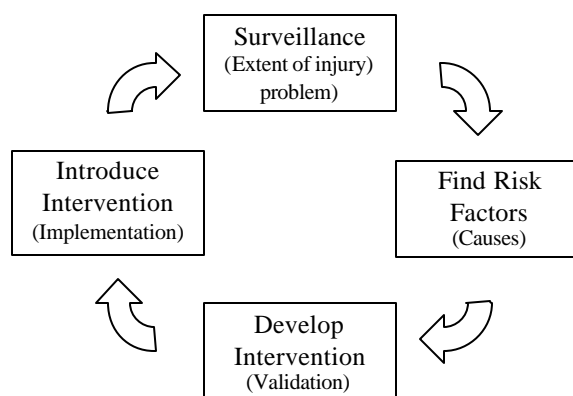 Surveillance
(Extent of injury)
problem)
Find Risk
Factors
(Causes)
Develop
Intervention
(Validation)
Introduce
Intervention
(Implementation)